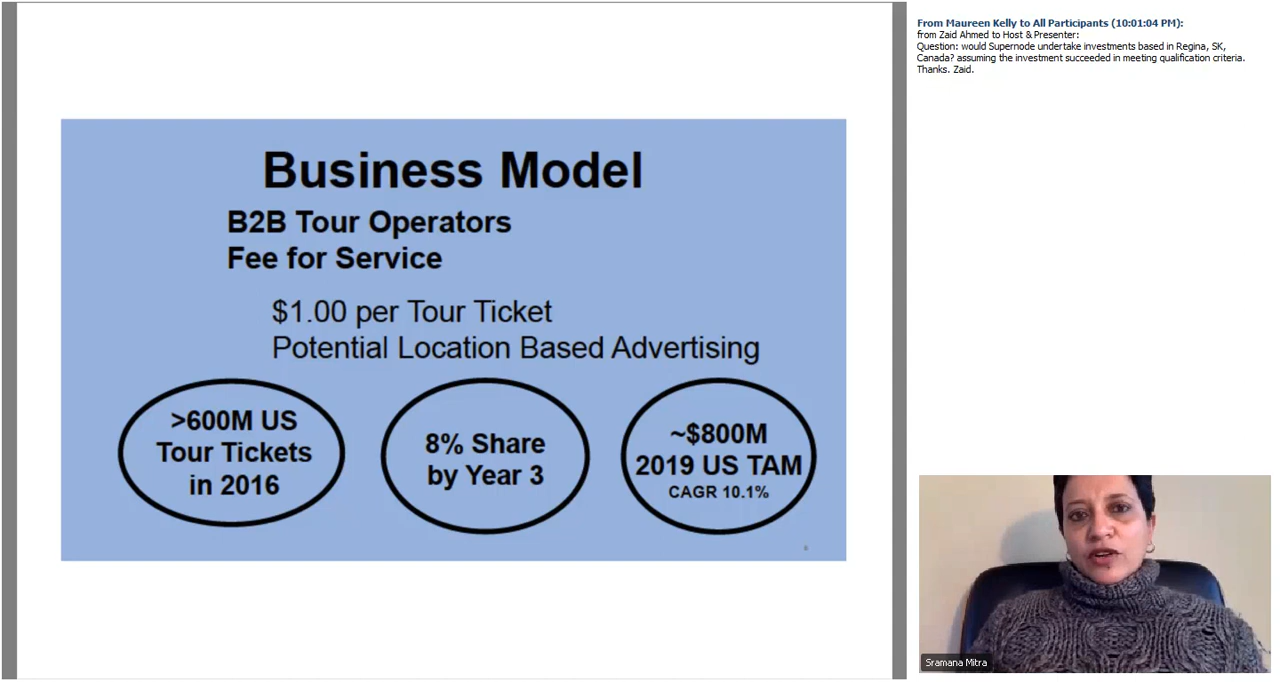 Business Model
B2B Tour Operators
Fee for Service
$1.00 per Tour Ticket
Potential Location Based Advertising
>600M US
Tour Tickets
in 2016
8% Share
by Year 3
~$800M
2019 US TAM
CAGR 10.1%
From Maureen Kelly to All Participants (10:01:04 PM):
from Zaid Ahmed to Host & Presenter:
Question: would Supernode undertake investments based in Regina, SK,
Canada? assuming the investment succeeded in meeting qualification criteria.
Thanks. Zaid.
Sramana Mitra